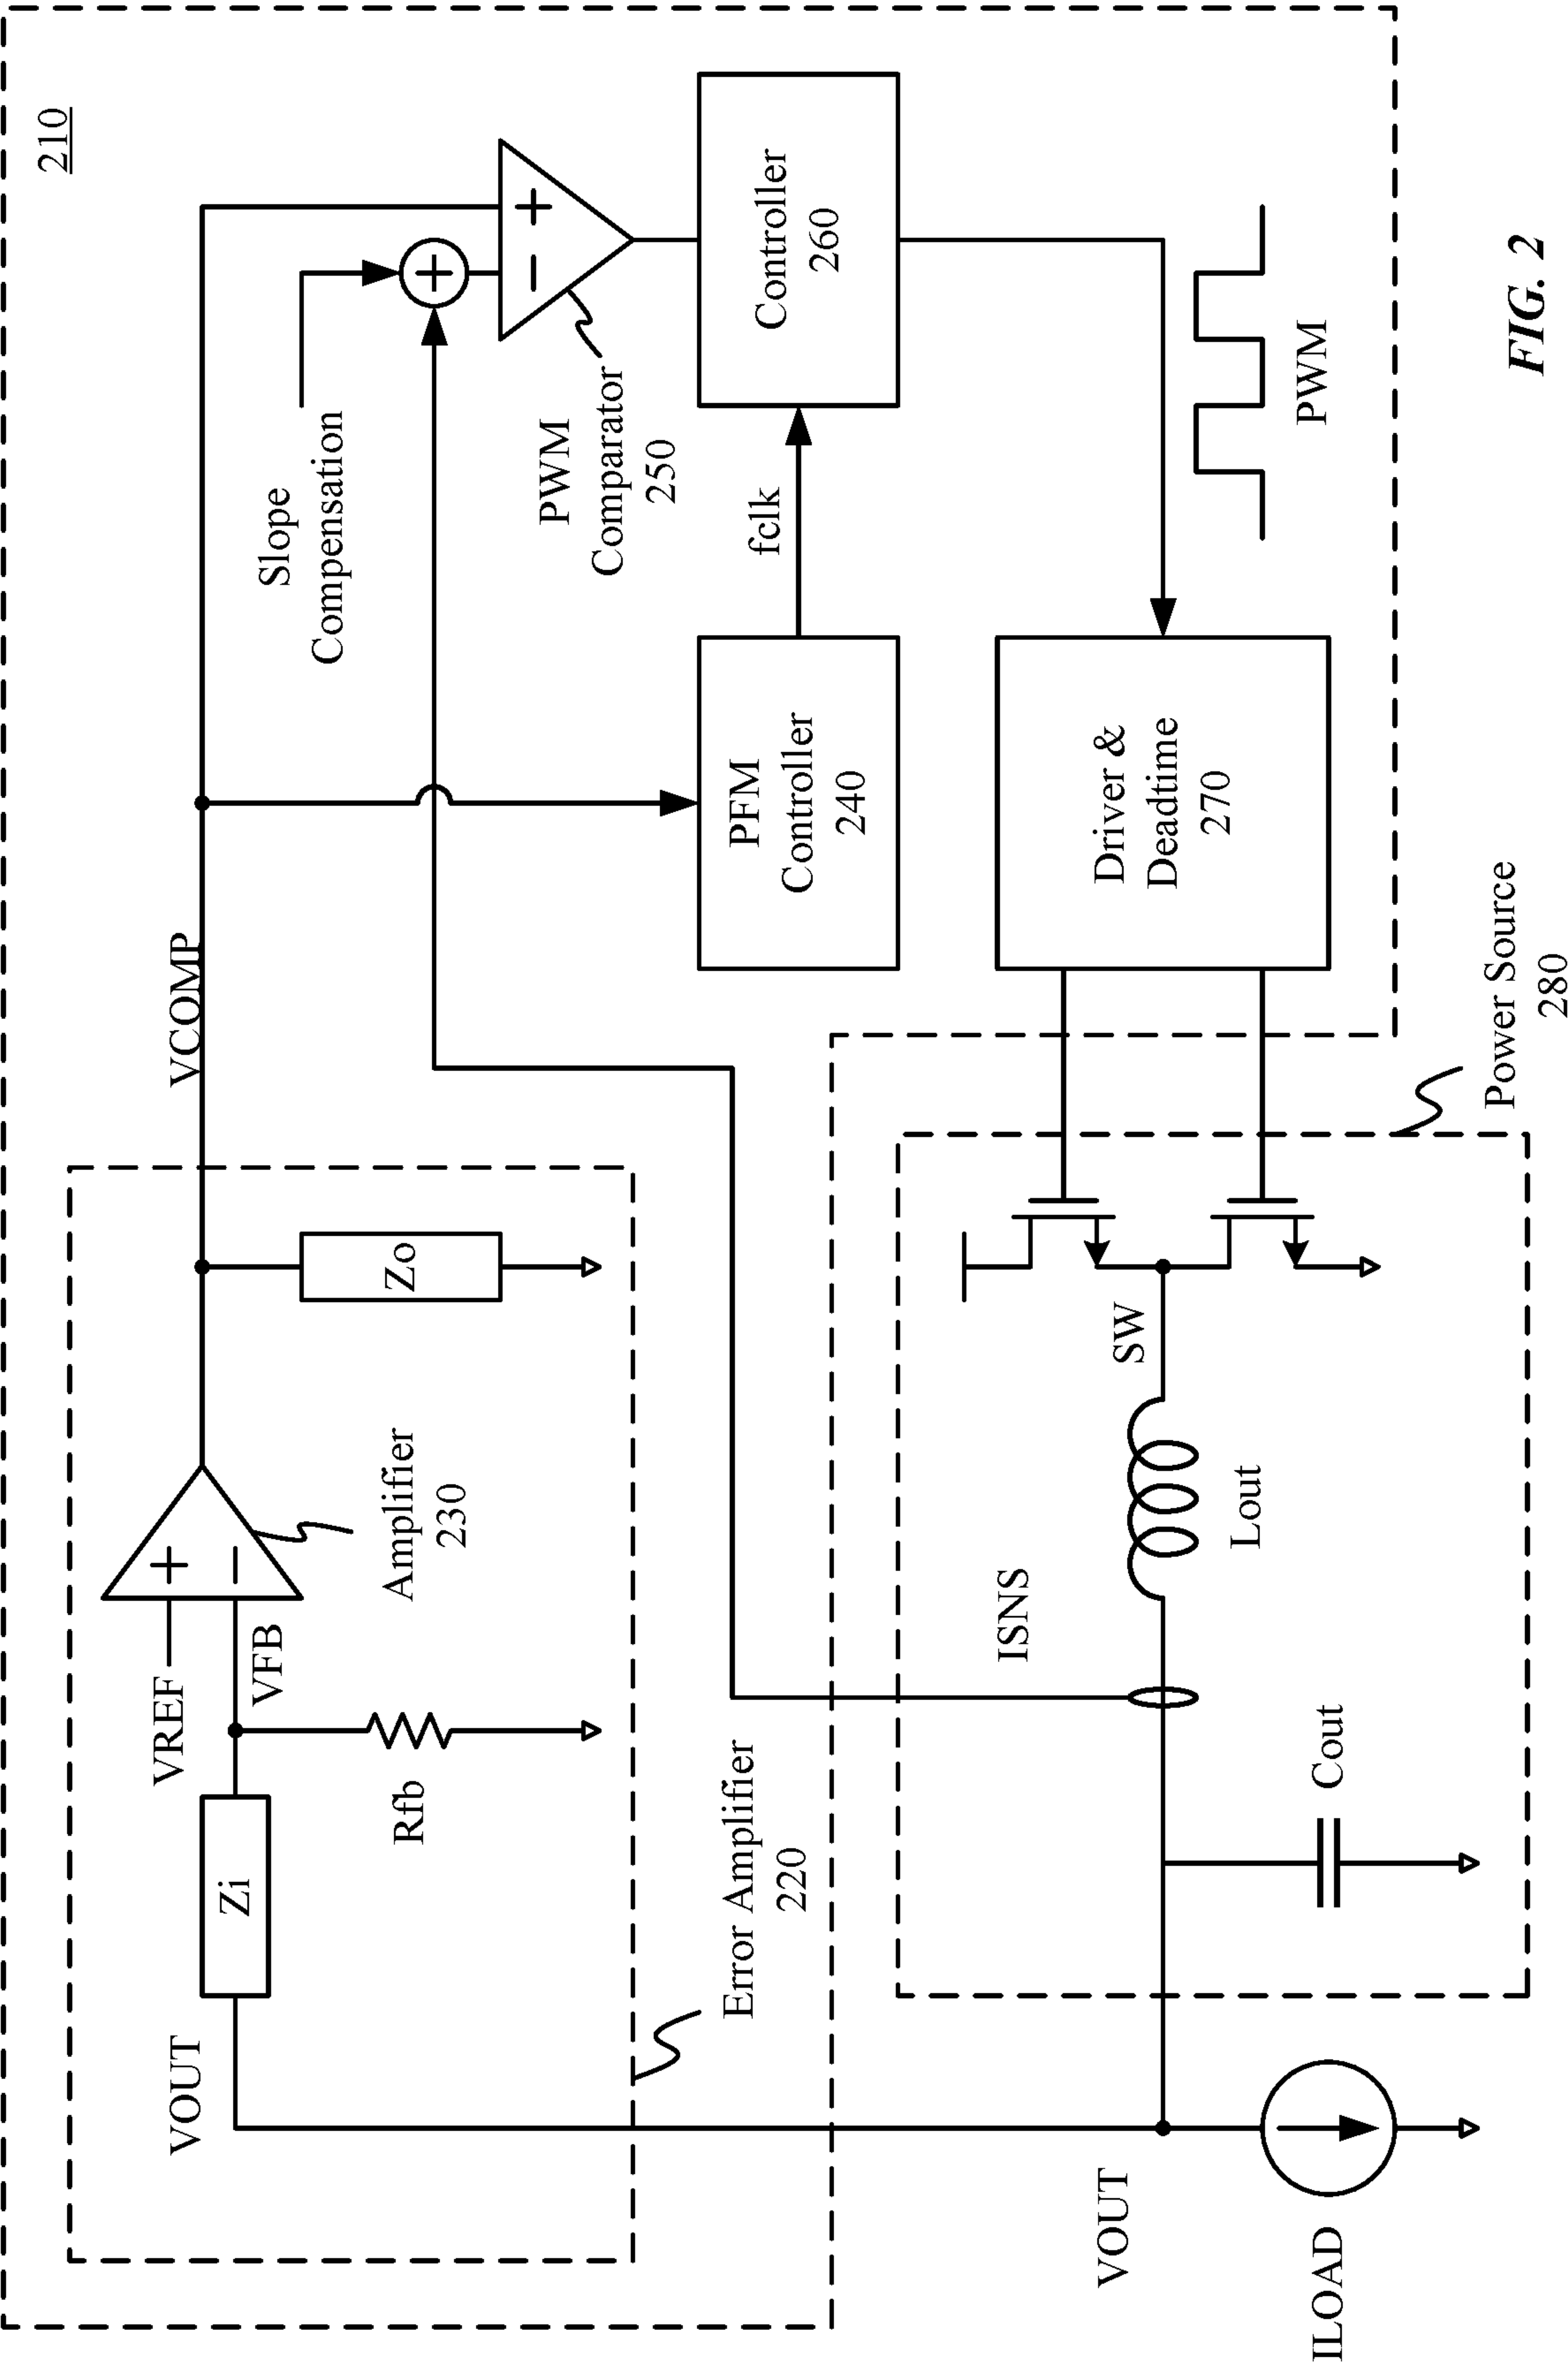 210
VOUT
Zi
VREF
VFB
Rfb
Amplifier
230
Zo
VCOMP
Slope
Compensation
+
+
−
+
−
PWM
Comparator
250
Error Amplifier
220
PFM
Controller
240
fclk
Controller
260
ISNS
VOUT
ILOAD
Cout
Lout
SW
Driver &
Deadtime
270
PWM
Power Source
280
FIG. 2